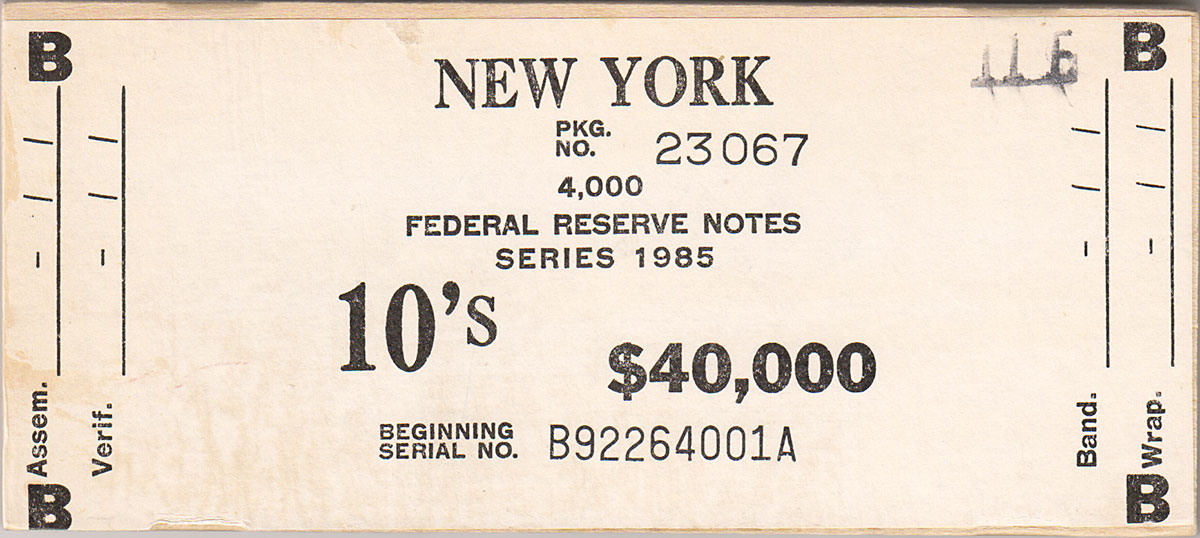 B
B
NEW YORK
116
PKG.
NO. 23067
4,000
FEDERAL RESERVE NOTES
SERIES 1985
10's
$40,000
BEGINNING
SERIAL NO. B92264001A
Assem.
Verif.
Band.
Wrap.
B
B